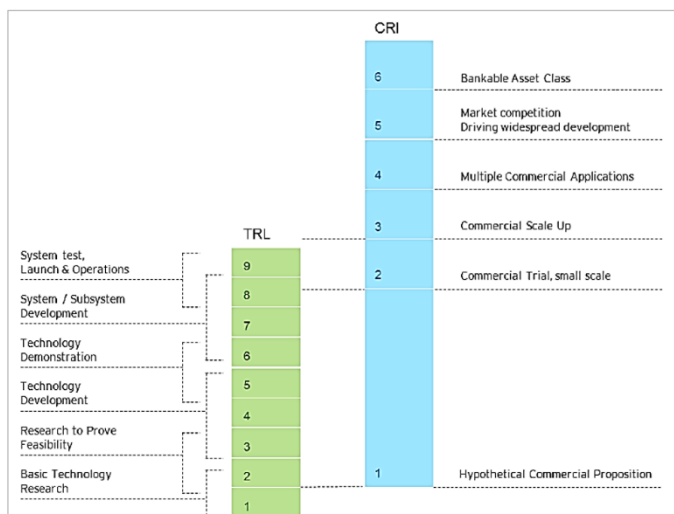 CRI
6 Bankable Asset Class
Market competition
5 Driving widespread development
4 Multiple Commercial Applications
TRL
3 Commercial Scale Up
System test,
Launch & Operations
9
2 Commercial Trial, small scale
8
System / Subsystem
Development
7
Technology
Demonstration
6
5
Technology
Development
4
Research to Prove
Feasibility
3
Basic Technology
Research
2
1 Hypothetical Commercial Proposition
1